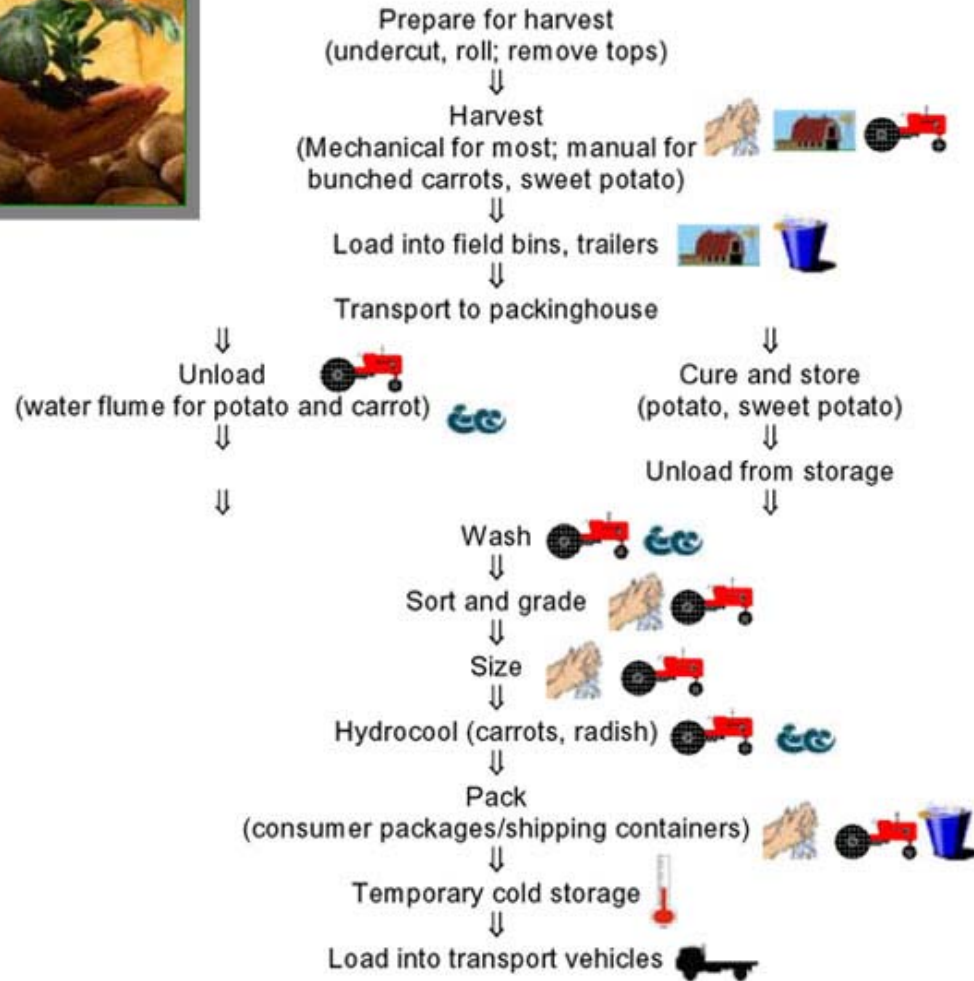 Prepare for harvest
(undercut, roll; remove tops)
⇓
Harvest
(Mechanical for most; manual for
bunched carrots, sweet potato)
⇓
Load into field bins, trailers
⇓
Transport to packinghouse
⇓ ⇓
Unload
(water flume for potato and carrot)
⇓
⇓
Cure and store
(potato, sweet potato)
⇓
Unload from storage
⇓
Wash
⇓
Sort and grade
⇓
Size
⇓
Hydrocool (carrots, radish)
⇓
Pack
(consumer packages/shipping containers)
⇓
Temporary cold storage
⇓
Load into transport vehicles